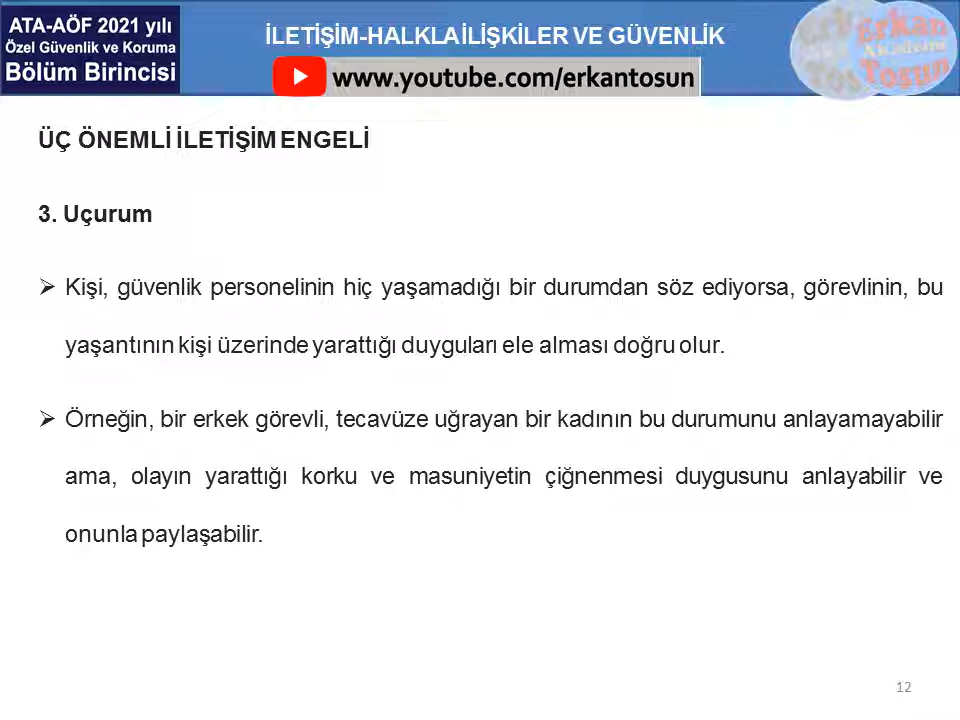 ATA-AÖF 2021 yılı
Özel Güvenlik ve Koruma
Bölüm Birincisi
İLETİŞİM-HALKLA İLİŞKİLER VE GÜVENLİK
www.youtube.com/erkantosun
Erkan
Akademi
Tosun
ÜÇ ÖNEMLİ İLETİŞİM ENGELİ
3. Uçurum
➢ Kişi, güvenlik personelinin hiç yaşamadığı bir durumdan söz ediyorsa, görevlinin, bu
yaşantının kişi üzerinde yarattığı duyguları ele alması doğru olur.
➢ Örneğin, bir erkek görevli, tecavüze uğrayan bir kadının bu durumunu anlayamayabilir
ama, olayın yarattığı korku ve masuniyetin çiğnenmesi duygusunu anlayabilir ve
onunla paylaşabilir.
12